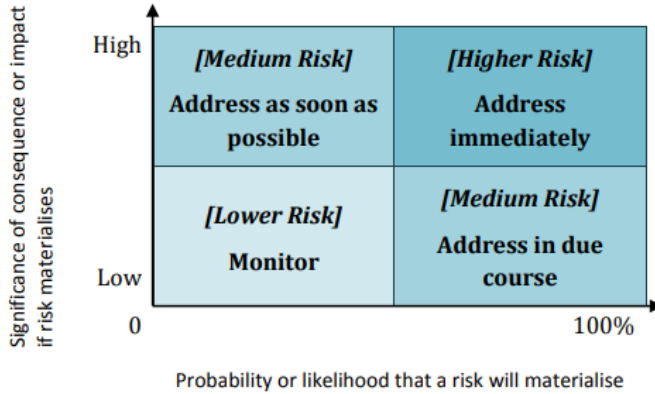 Significance of consequence or impact
if risk materialises
High
[Medium Risk]
Address as soon as
possible
[Higher Risk]
Address
immediately
[Lower Risk]
Monitor
[Medium Risk]
Address in due
course
Low
0
100%
Probability or likelihood that a risk will materialise